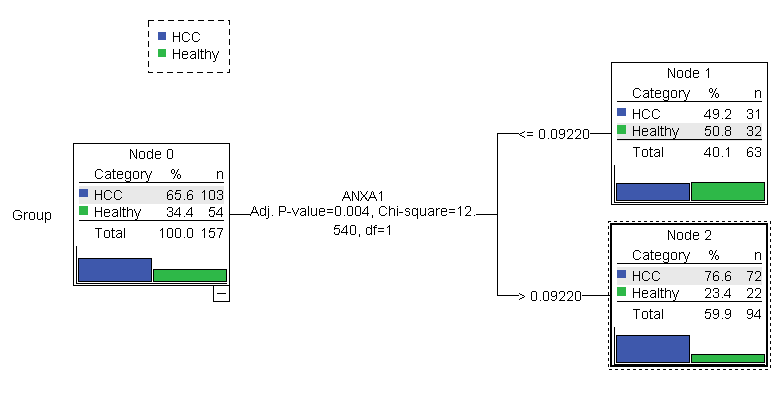 HCC
Healthy
Group
Node 0
Category % n
HCC 65.6 103
Healthy 34.4 54
Total 100.0 157
ANXA1
Adj. P-value=0.004, Chi-square=12.
540, df=1
<= 0.09220
Node 1
Category % n
HCC 49.2 31
Healthy 50.8 32
Total 40.1 63
> 0.09220
Node 2
Category % n
HCC 76.6 72
Healthy 23.4 22
Total 59.9 94